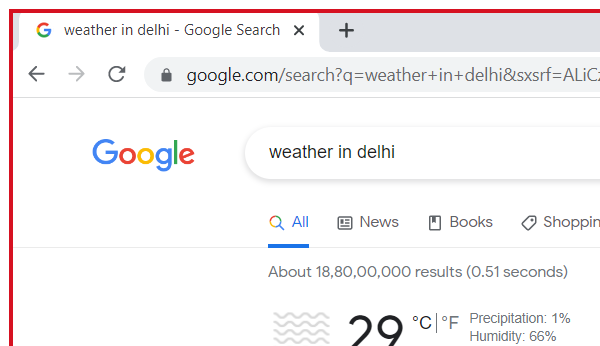 weather in delhi - Google Search
google.com/search?q=weather+in+delhi&sxsrf=ALiCz
Google
weather in delhi
All News Books Shoppin
About 18,80,00,000 results (0.51 seconds)
29 °C|°F Precipitation: 1%
Humidity: 66%